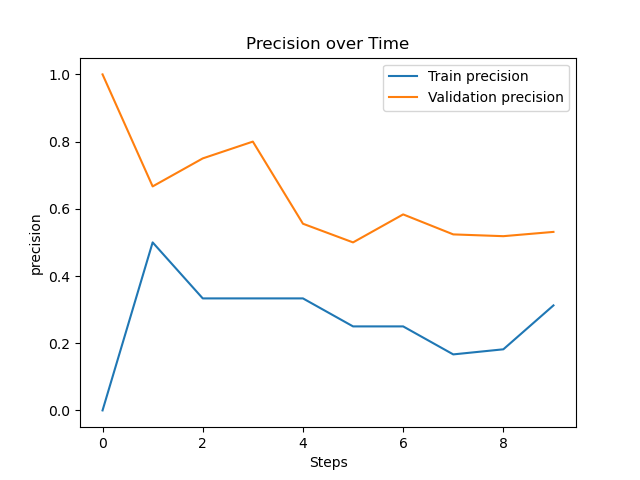 Precision over Time
Train precision
Validation precision
1.0
0.8
0.6
0.4
0.2
0.0
precision
0 2 4 6 8
Steps